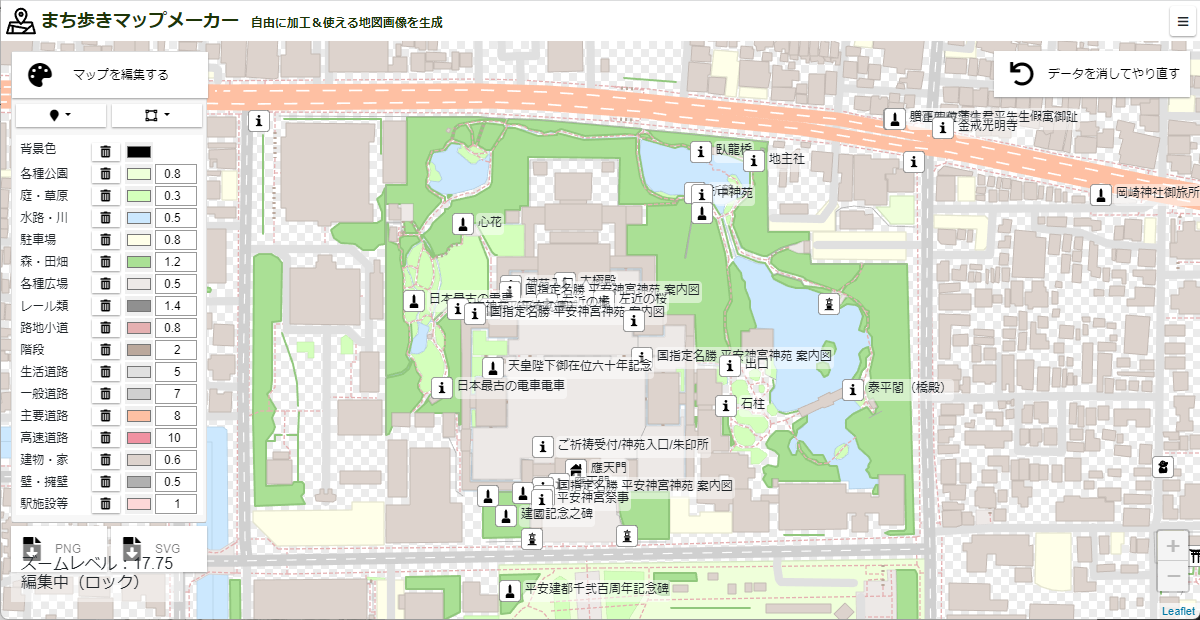 まち歩きマップメーカー 自由に加工＆使える地図画像を生成
マップを編集する
データを消してやり直す
背景色
各種公園 0.8
庭・草原 0.3
水路・川 0.5
駐車場 0.8
森・田畑 1.2
各種広場 0.5
レール類 1.4
路地小道 0.8
階段 2
生活道路 5
一般道路 7
主要道路 8
高速道路 10
建物・家 0.6
壁・擁壁 0.5
駅施設等 1
PNG SVG
ズームレベル：17.75
編集中（ロック）
金戒光明寺
臥龍橋
地主社
岡崎神社御旅所
中神苑
心花
大極殿
国指定名勝 平安神宮神苑 案内図
日本最古の電車
左近の桜
国指定名勝 平安神宮神苑 案内図
国指定名勝 平安神宮神苑 案内図
出口
天皇陛下御在位六十年記念
日本最古の電車電車
泰平閣（橋殿）
石柱
ご祈祷受付/神苑入口/朱印所
應天門
国指定名勝 平安神宮神苑 案内図
平安神宮祭事
建國記念之碑
平安建都千弐百周年記念碑
Leaflet